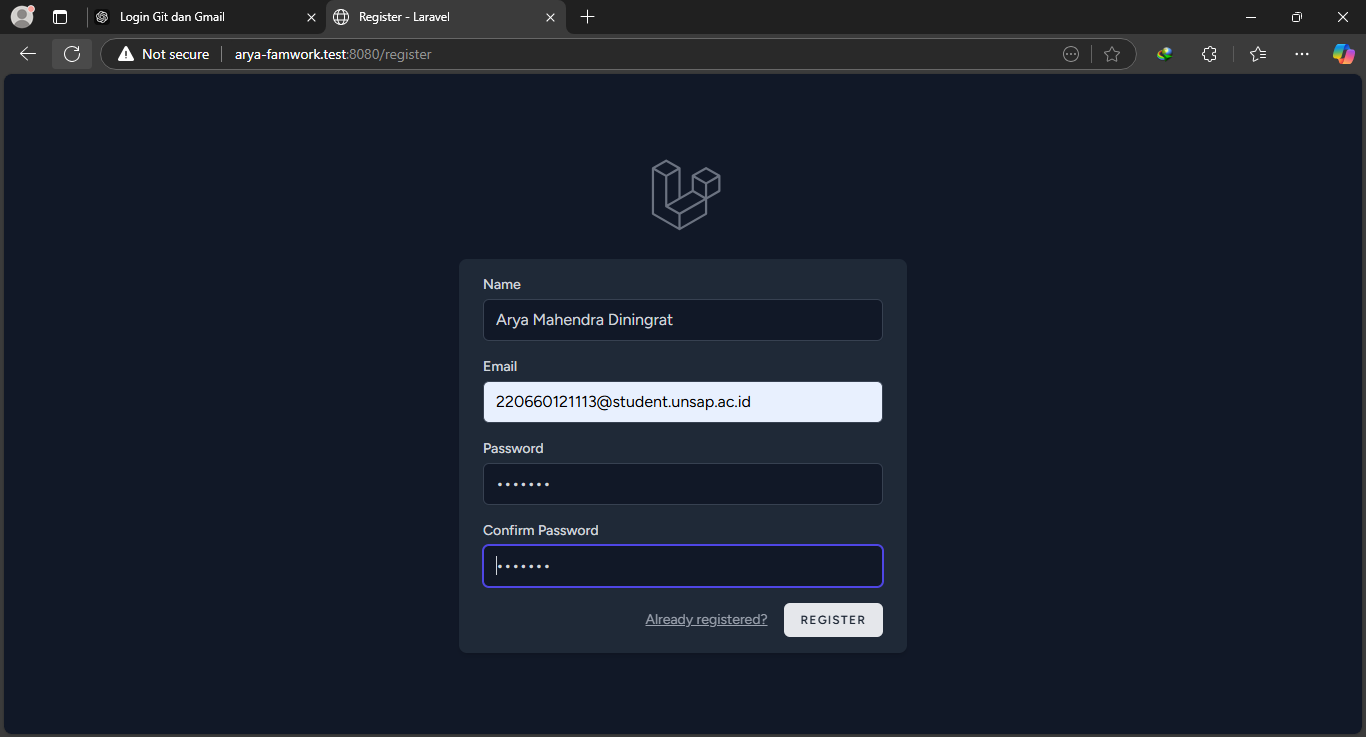 Login Git dan Gmail
Register - Laravel
Not secure
arya-famwork.test:8080/register
Name
Arya Mahendra Diningrat
Email
220660121113@student.unsap.ac.id
Password
•••••••
Confirm Password
•••••••
Already registered?
REGISTER